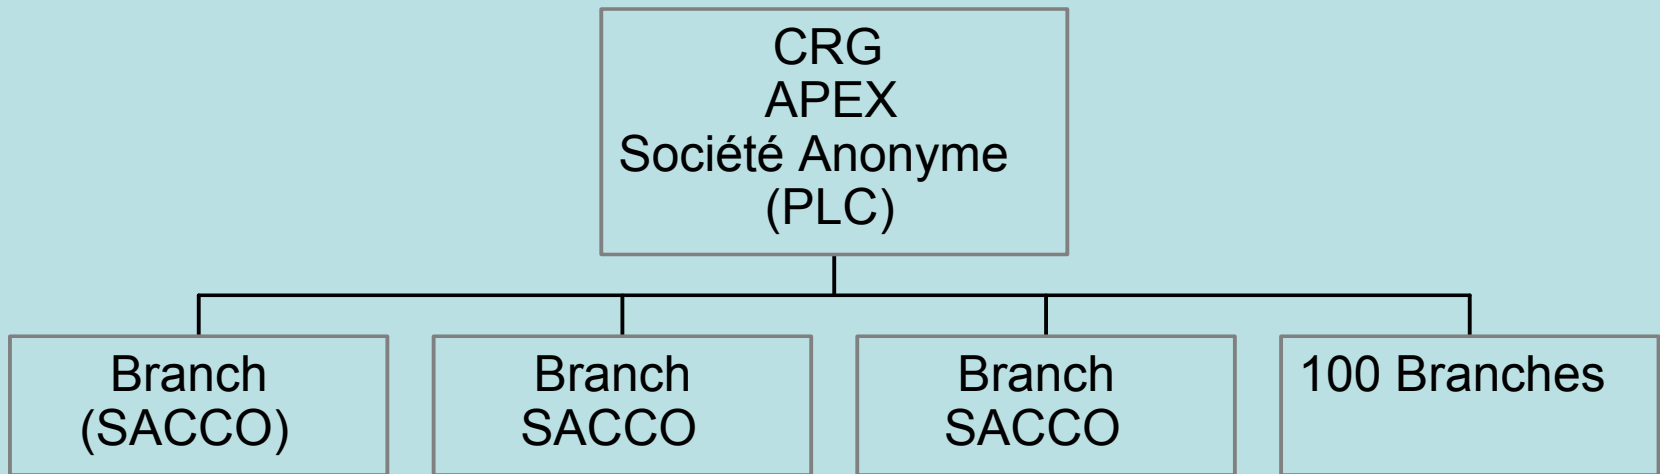 CRG
APEX
Société Anonyme
(PLC)
Branch
(SACCO)
Branch
SACCO
Branch
SACCO
100 Branches